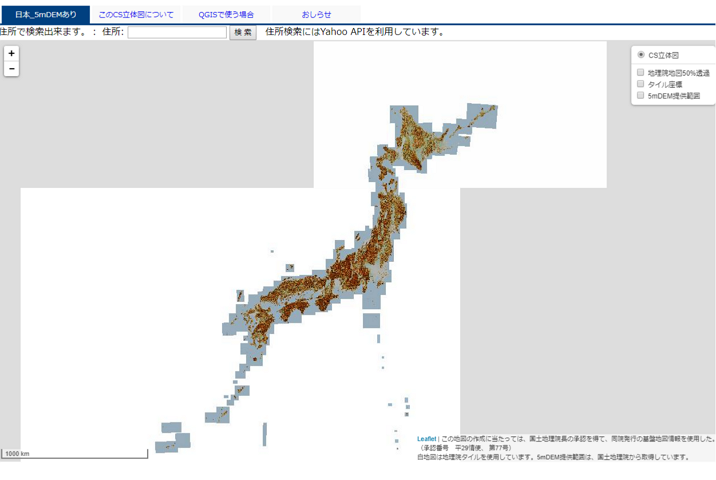 日本_5mDEMあり
このCS立体図について
QGISで使う場合
おしらせ
住所で検索出来ます。： 住所: 検 索 住所検索にはYahoo APIを利用しています。
+
−
CS立体図
地理院地図50%透過
タイル座標
5mDEM提供範囲
1000 km
Leaflet | この地図の作成に当たっては、国土地理院長の承認を得て、同院発行の基盤地図情報を使用した。
（承認番号 平29情使、 第77号）
白地図は地理院タイルを使用しています。5mDEM提供範囲は、国土地理院から取得しています。